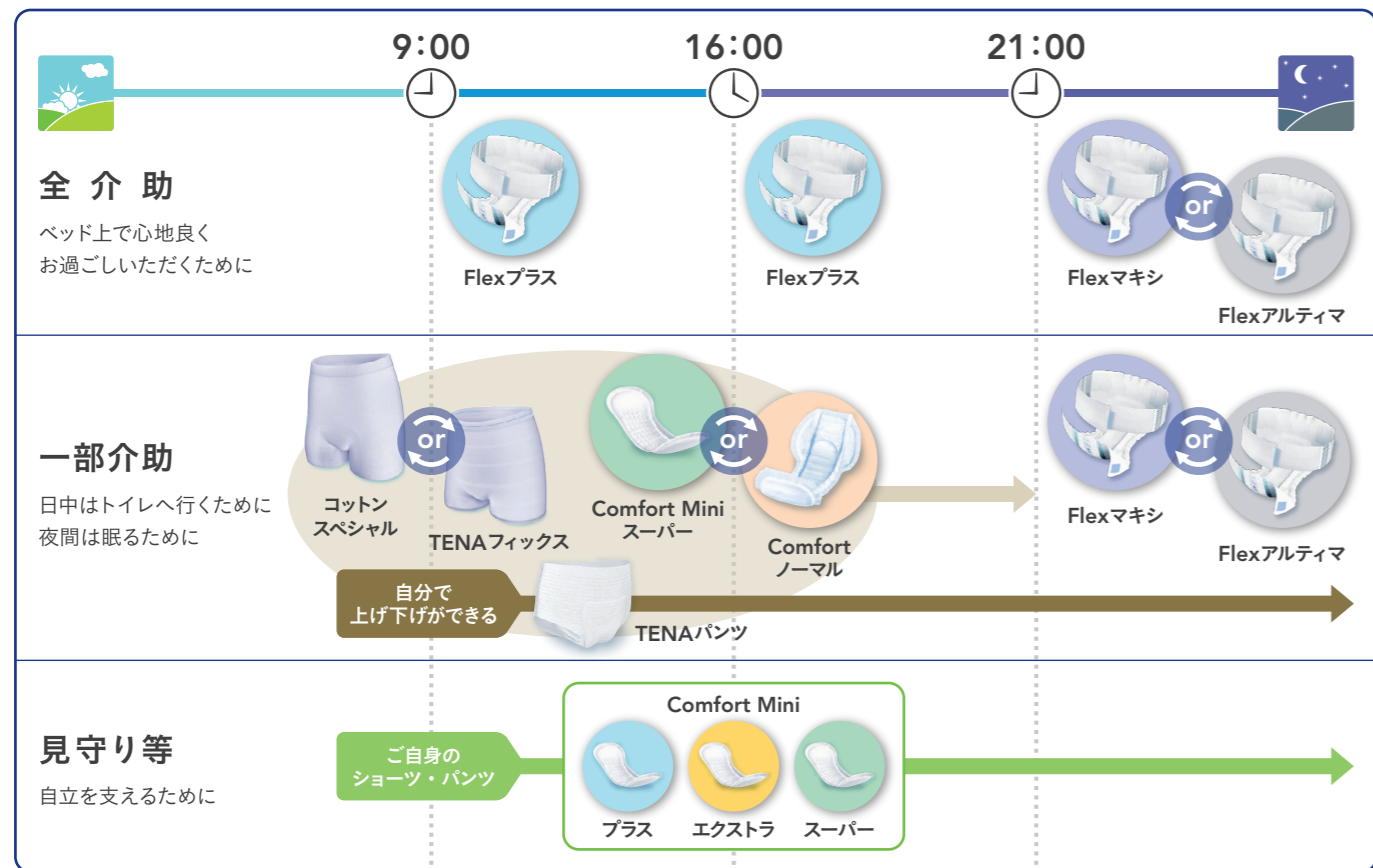 9:00
16:00
21:00
全介助
ベッド上で心地良く
お過ごしいただくために
Flexプラス
Flexプラス
Flexマキシ
or
Flexアルティマ
一部介助
日中はトイレへ行くために
夜間は眠るために
コットン
スペシャル
or
TENAフィックス
Comfort Mini
スーパー
or
Comfort
ノーマル
Flexマキシ
or
Flexアルティマ
自分で
上げ下げができる
TENAパンツ
見守り等
自立を支えるために
ご自身の
ショーツ・パンツ
Comfort Mini
プラス
エクストラ
スーパー